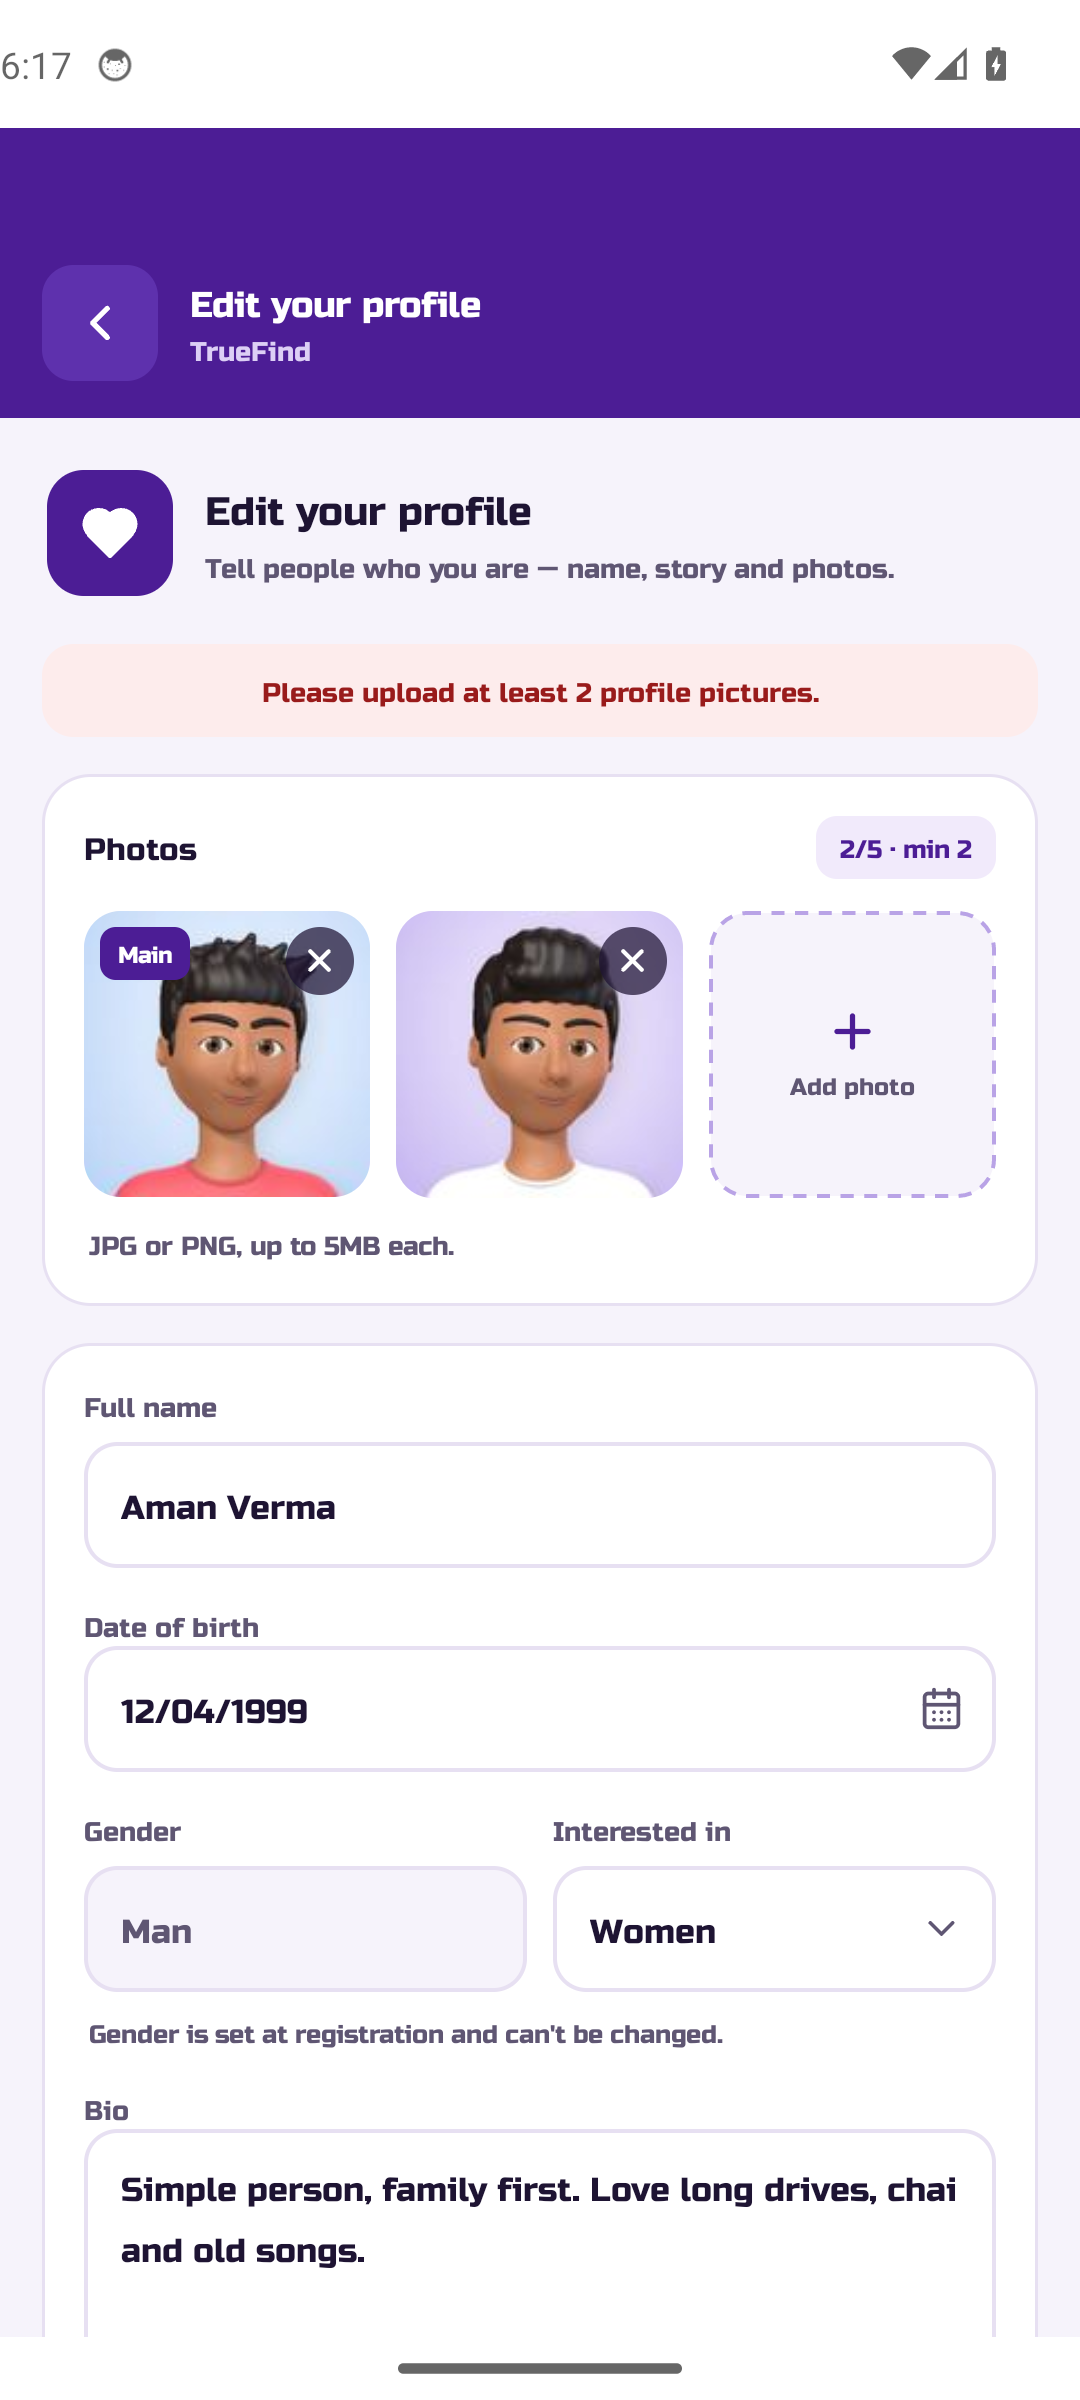 6:17
Edit your profile
TrueFind
Edit your profile
Tell people who you are — name, story and photos.
Please upload at least 2 profile pictures.
Photos
2/5 · min 2
Main
Add photo
JPG or PNG, up to 5MB each.
Full name
Aman Verma
Date of birth
12/04/1999
Gender
Interested in
Man
Women
Gender is set at registration and can't be changed.
Bio
Simple person, family first. Love long drives, chai
and old songs.